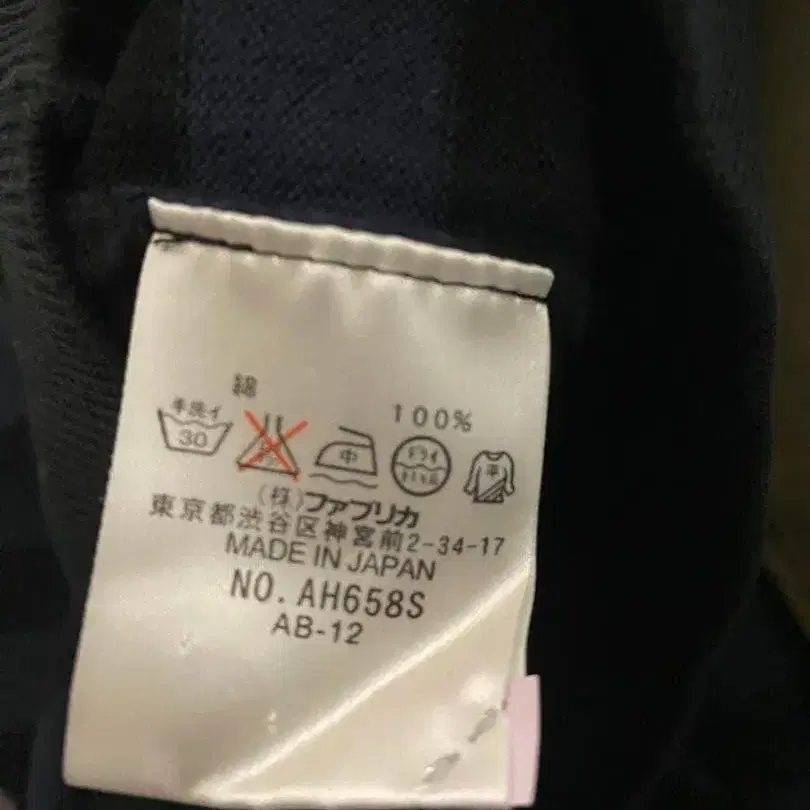 綿
100%
手洗イ
30
中
ドライ
平
(株)ファブリカ
東京都渋谷区神宮前2-34-17
MADE IN JAPAN
NO. AH658S
AB-12